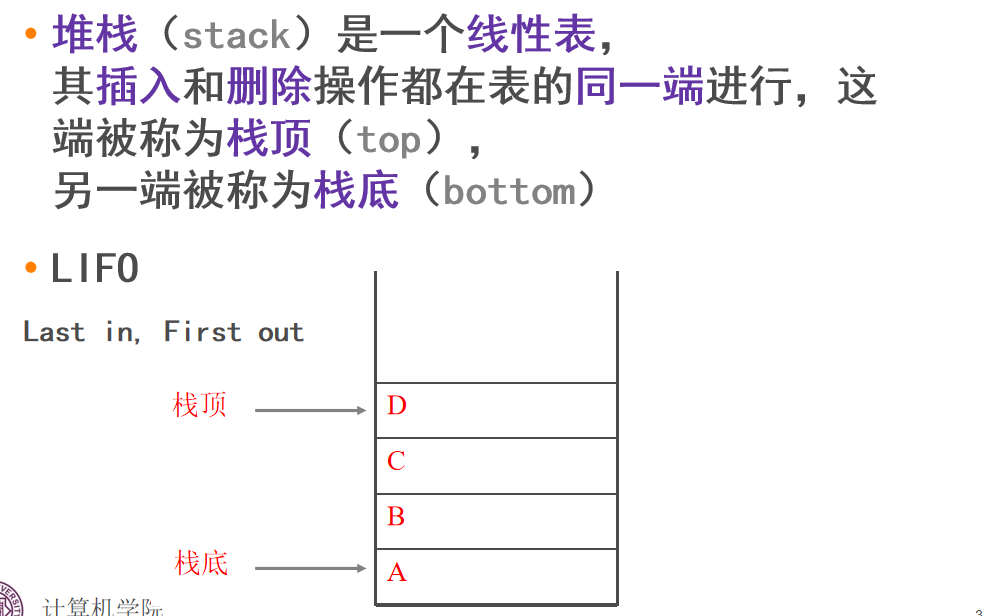 • 堆栈（stack）是一个线性表，
其插入和删除操作都在表的同一端进行，这
端被称为栈顶（top），
另一端被称为栈底（bottom）
• LIFO
Last in, First out
栈顶
D
C
B
栈底
A
计算机学院
3